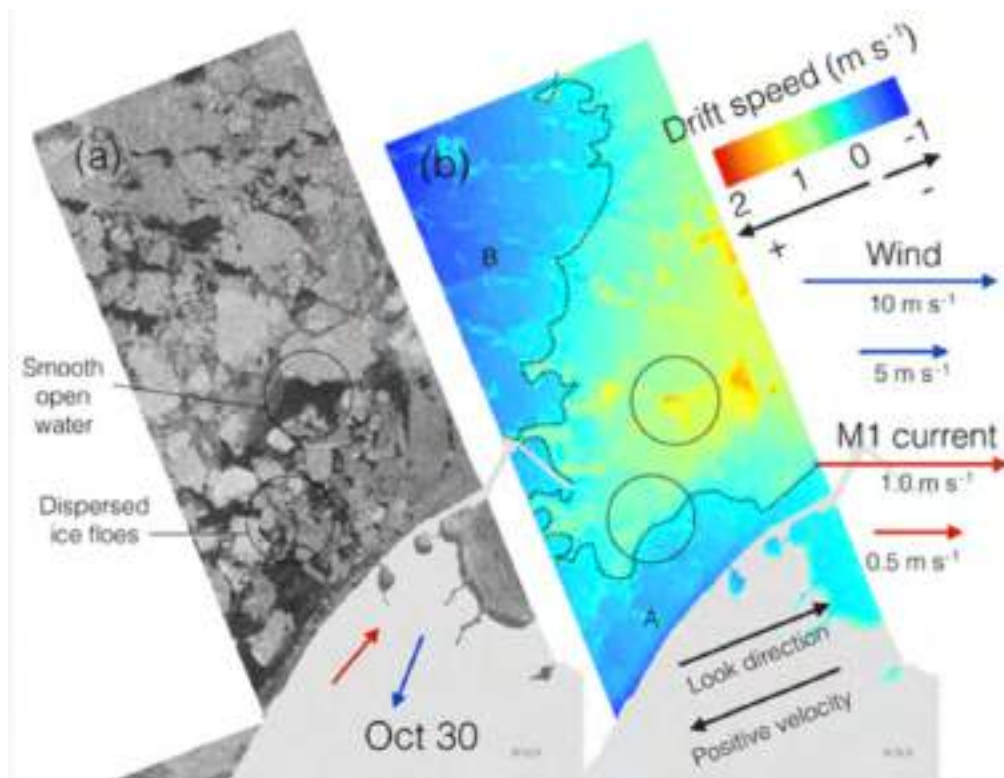 (a)
(b)
Drift speed (m s⁻¹)
2 1 0 -1
+ -
Wind
10 m s⁻¹
5 m s⁻¹
M1 current
1.0 m s⁻¹
0.5 m s⁻¹
B
A
Smooth
open
water
Dispersed
ice floes
Look direction
Positive velocity
Oct 30